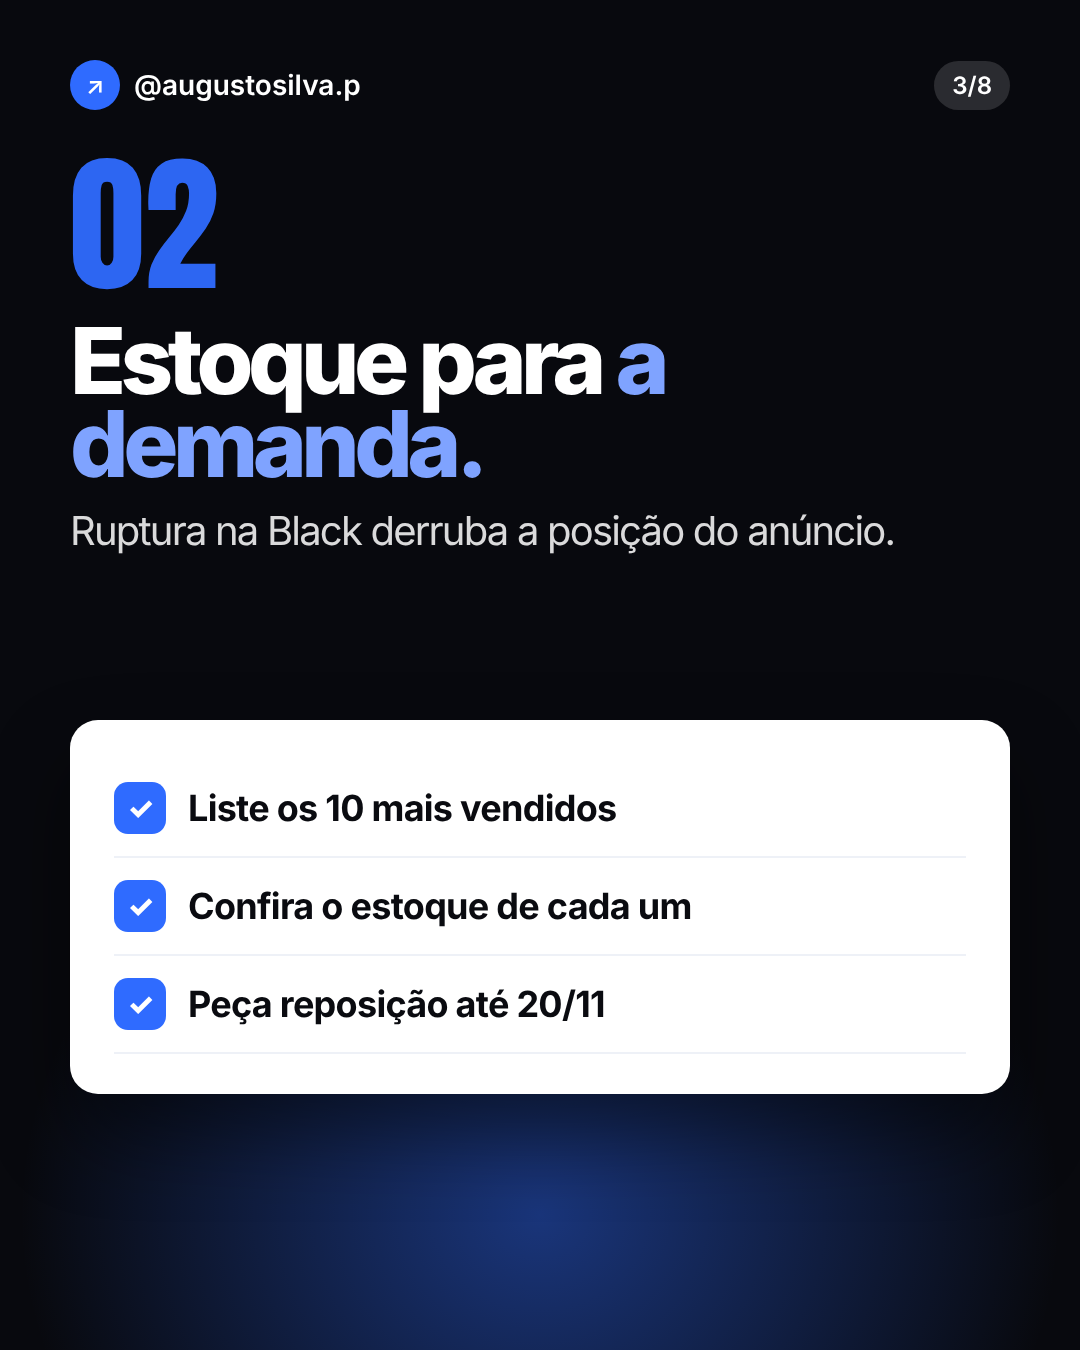 @augustosilva.p
3/8
02
Estoque para a
demanda.
Ruptura na Black derruba a posição do anúncio.
Liste os 10 mais vendidos
Confira o estoque de cada um
Peça reposição até 20/11